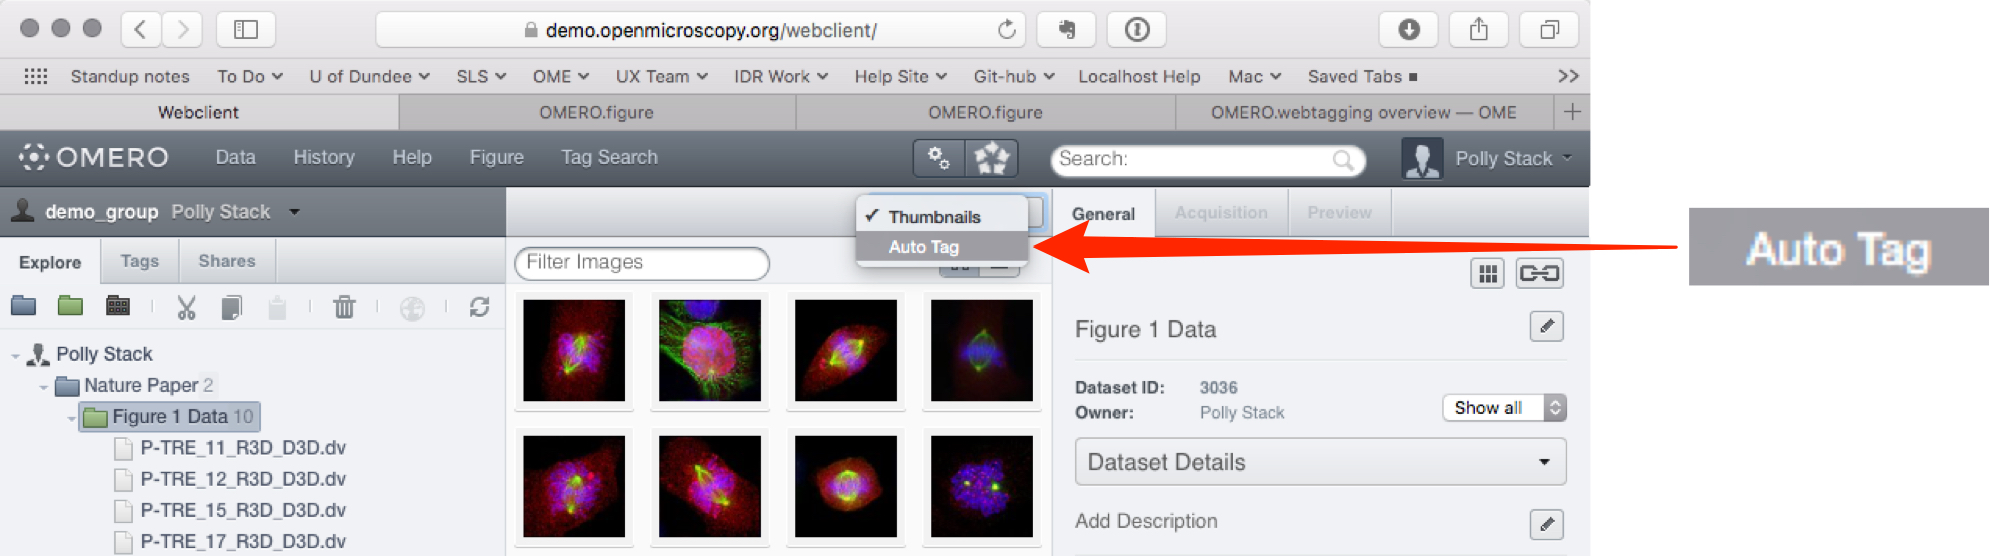 demo.openmicroscopy.org/webclient/
Standup notes To Do U of Dundee SLS OME UX Team IDR Work Help Site Git-hub Localhost Help Mac Saved Tabs >>
Webclient OMERO.figure OMERO.figure OMERO.webtagging overview — OME +
OMERO Data History Help Figure Tag Search Search: Polly Stack
demo_group Polly Stack
✓ Thumbnails
Auto Tag
General Acquisition Preview
Auto Tag
Explore Tags Shares
Filter Images
Figure 1 Data
Polly Stack
Nature Paper 2
Figure 1 Data 10
P-TRE_11_R3D_D3D.dv
P-TRE_12_R3D_D3D.dv
P-TRE_15_R3D_D3D.dv
P-TRE_17_R3D_D3D.dv
Dataset ID: 3036
Owner: Polly Stack
Show all
Dataset Details
Add Description